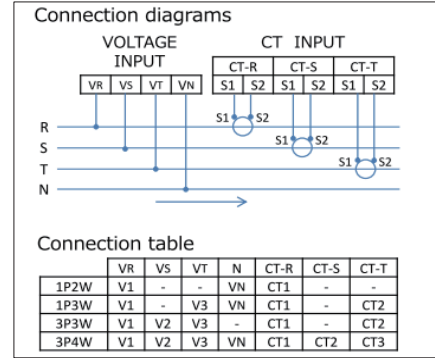 Connection diagrams
VOLTAGE INPUT
CT INPUT
CT-R CT-S CT-T
VR VS VT VN S1 S2 S1 S2 S1 S2
S1 S2
R
S1 S2
S
S1 S2
T
N
Connection table
VR VS VT N CT-R CT-S CT-T
1P2W V1 - - VN CT1 - -
1P3W V1 - V3 VN CT1 - CT2
3P3W V1 V2 V3 - CT1 - CT2
3P4W V1 V2 V3 VN CT1 CT2 CT3